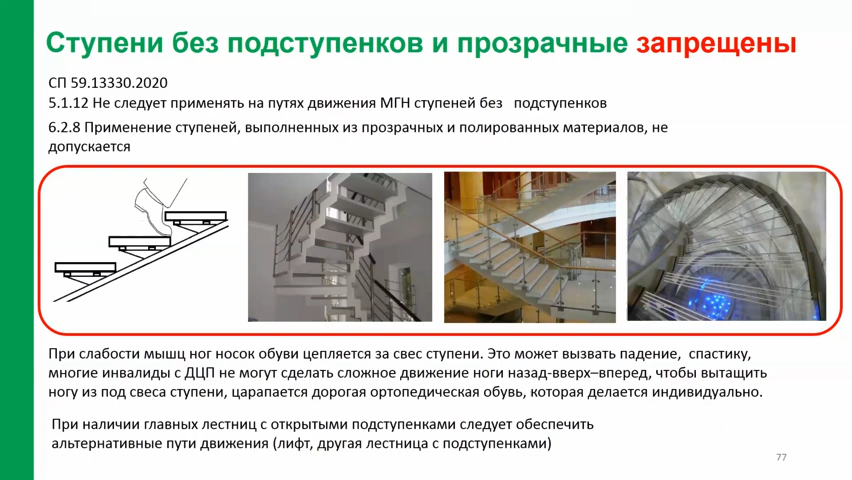 Ступени без подступенков и прозрачные запрещены
СП 59.13330.2020
5.1.12 Не следует применять на путях движения МГН ступеней без подступенков
6.2.8 Применение ступеней, выполненных из прозрачных и полированных материалов, не
допускается
При слабости мышц ног носок обуви цепляется за свес ступени. Это может вызвать падение, спастику,
многие инвалиды с ДЦП не могут сделать сложное движение ноги назад-вверх–вперед, чтобы вытащить
ногу из под свеса ступени, царапается дорогая ортопедическая обувь, которая делается индивидуально.
При наличии главных лестниц с открытыми подступенками следует обеспечить
альтернативные пути движения (лифт, другая лестница с подступенками)
77